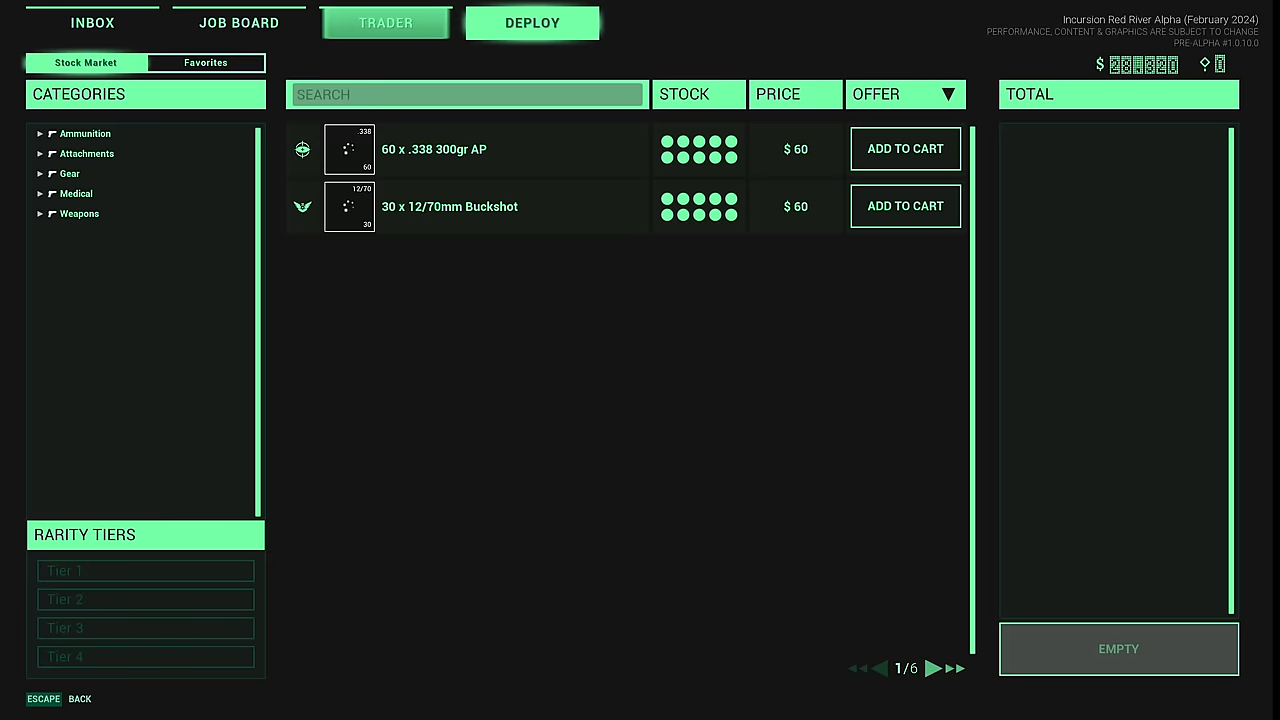 INBOX
JOB BOARD
TRADER
DEPLOY
Incursion Red River Alpha (February 2024)
PERFORMANCE, CONTENT & GRAPHICS ARE SUBJECT TO CHANGE
PRE-ALPHA #1.0.10.0
Stock Market
Favorites
$
CATEGORIES
SEARCH
STOCK
PRICE
OFFER
TOTAL
Ammunition
Attachments
Gear
Medical
Weapons
.338
60
60 x .338 300gr AP
$ 60
ADD TO CART
12/70
30
30 x 12/70mm Buckshot
$ 60
ADD TO CART
RARITY TIERS
Tier 1
Tier 2
Tier 3
Tier 4
1/6
EMPTY
ESCAPE BACK